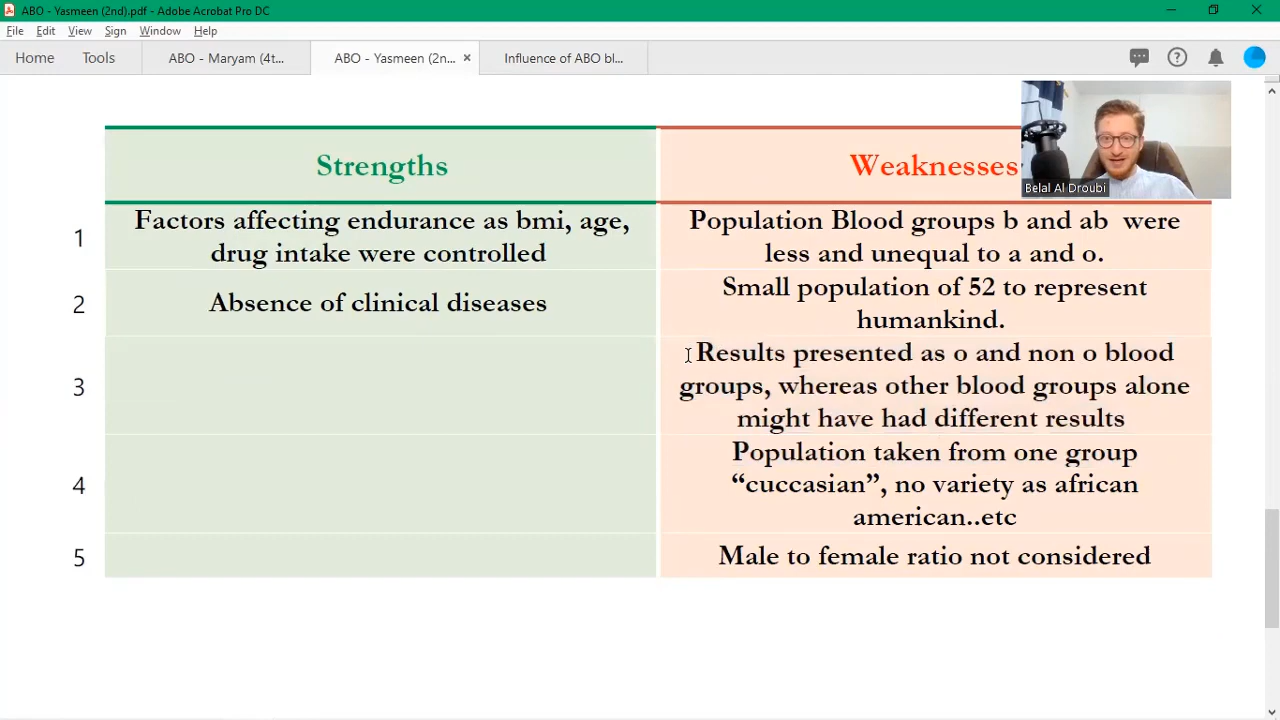 ABO - Yasmeen (2nd).pdf - Adobe Acrobat Pro DC
File Edit View Sign Window Help
Home Tools ABO - Maryam (4t... ABO - Yasmeen (2n... × Influence of ABO bl...
Strengths Weaknesses
Belal Al Droubi
1 Factors affecting endurance as bmi, age, Population Blood groups b and ab were
drug intake were controlled less and unequal to a and o.
2 Absence of clinical diseases Small population of 52 to represent
humankind.
3 Results presented as o and non o blood
groups, whereas other blood groups alone
might have had different results
4 Population taken from one group
“cuccasian”, no variety as african
american..etc
5 Male to female ratio not considered